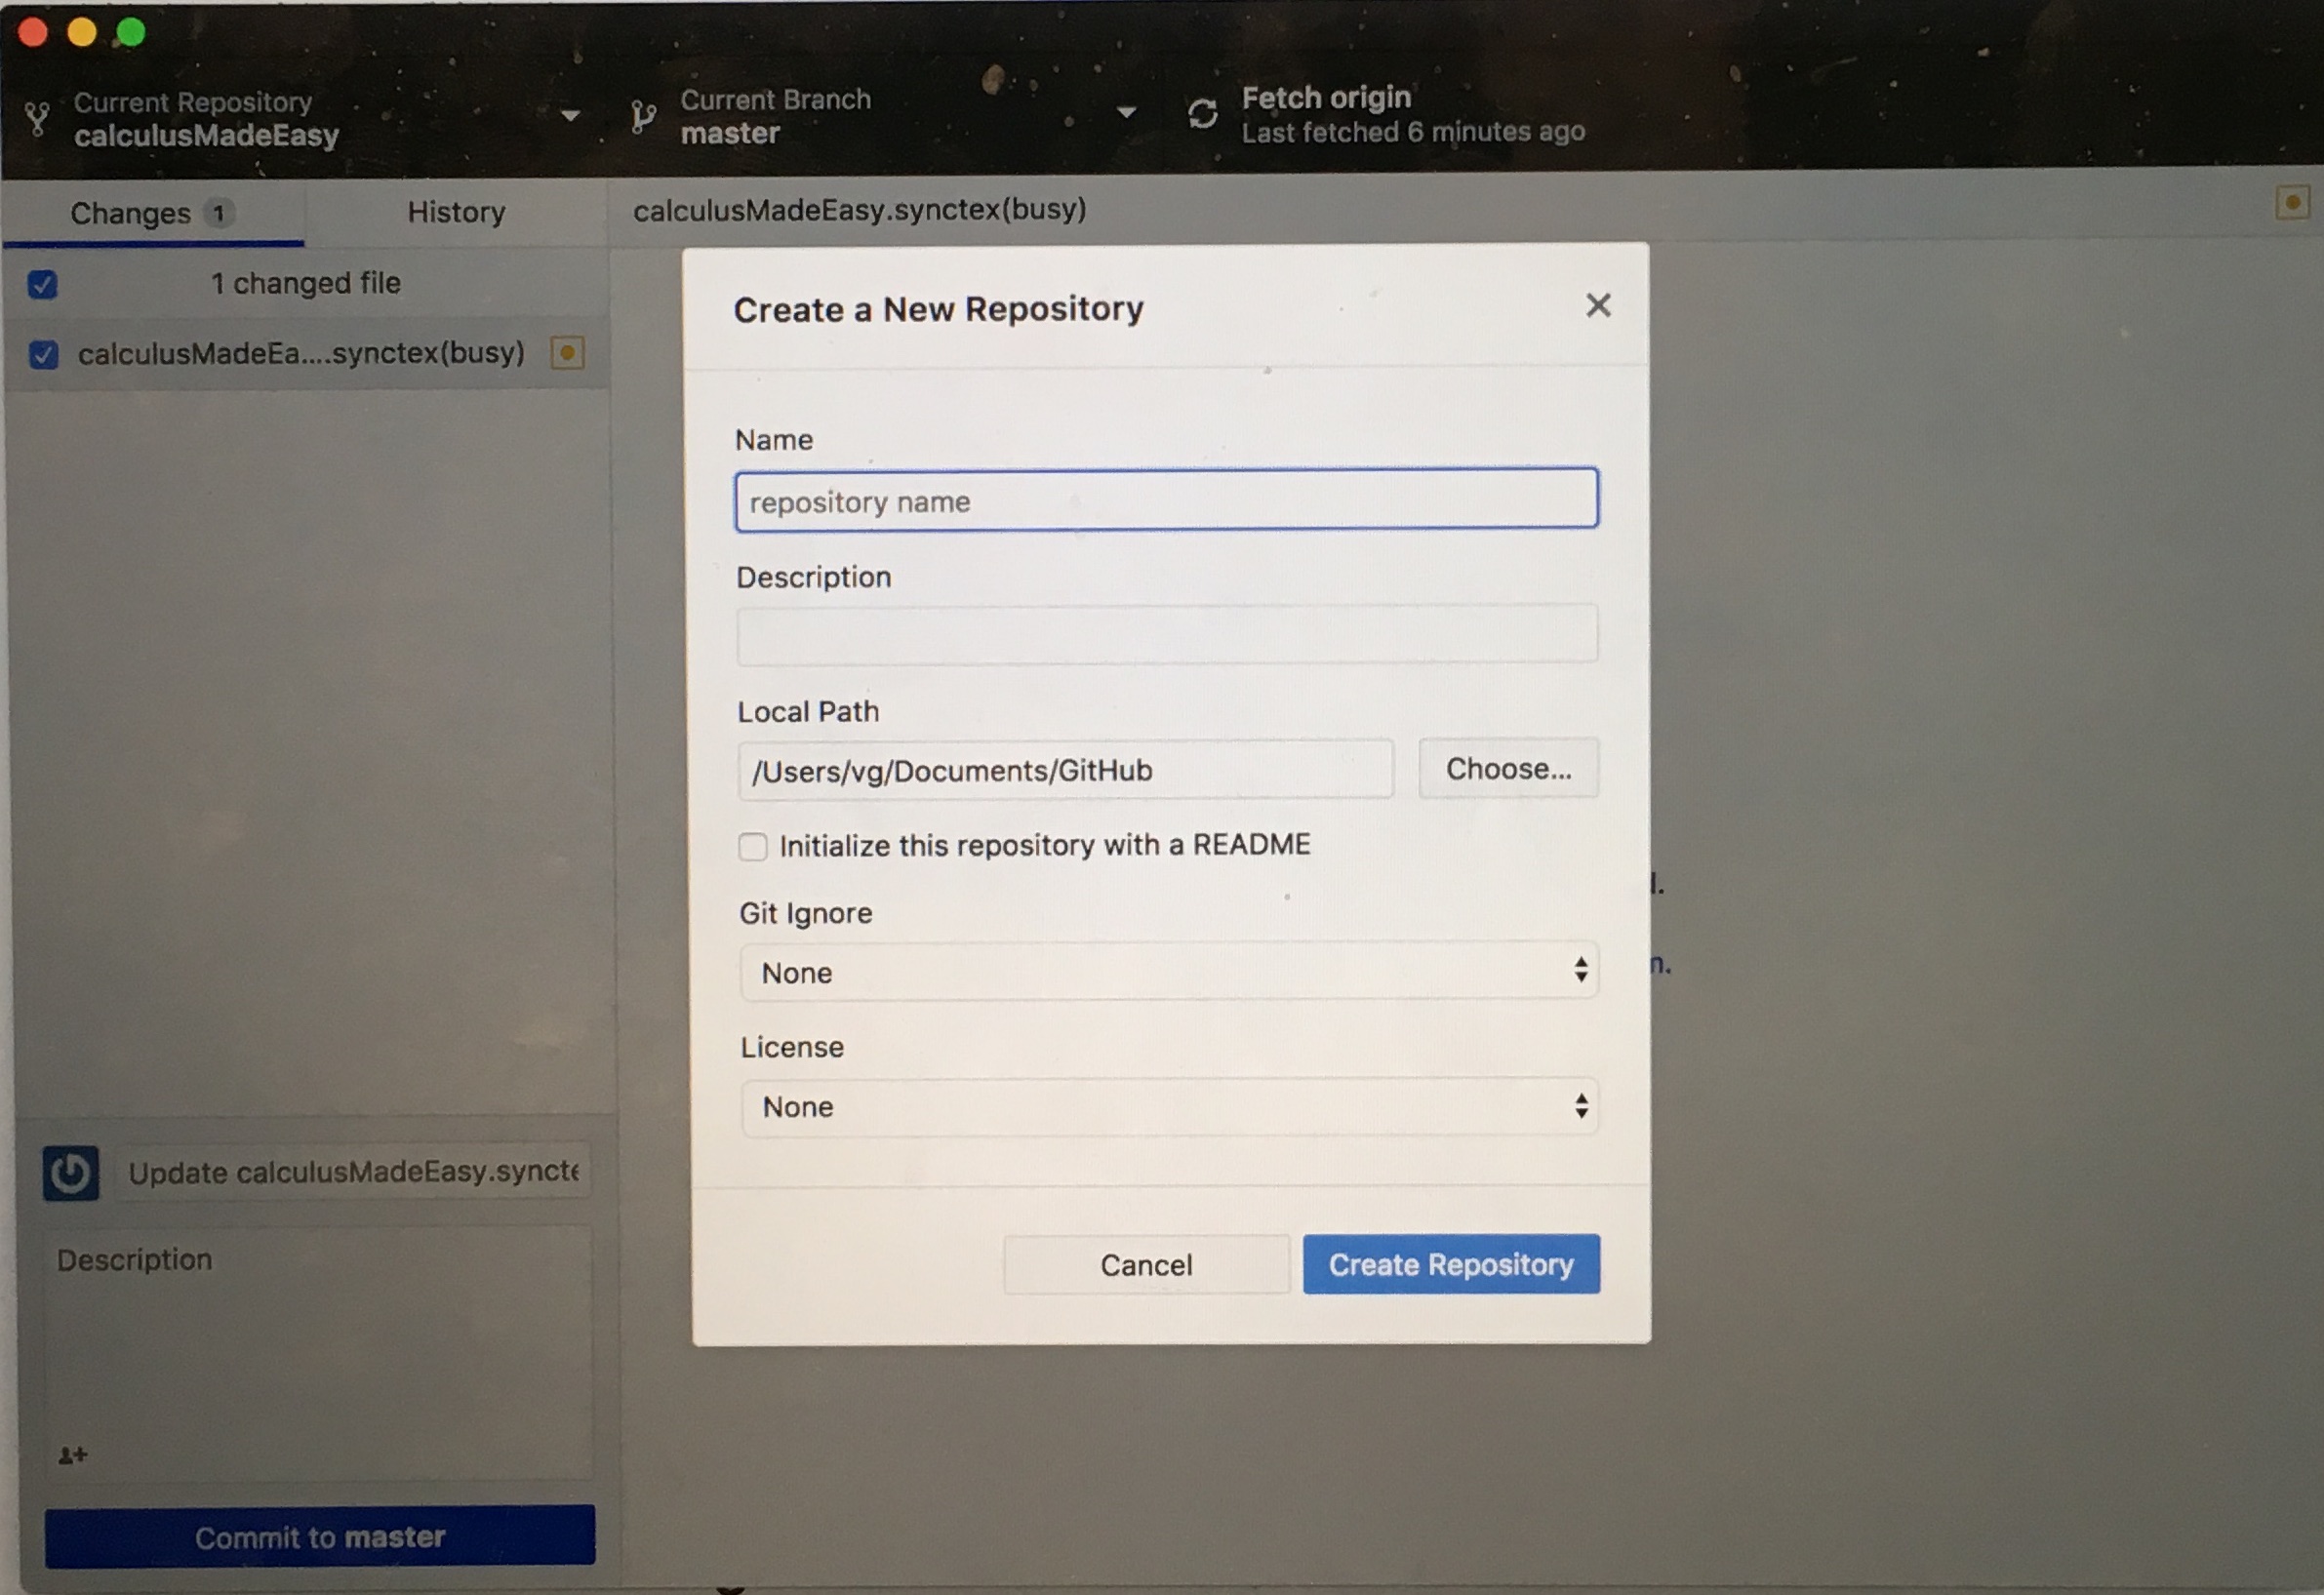 Current Repository
calculusMadeEasy
Current Branch
master
Fetch origin
Last fetched 6 minutes ago
Changes 1
History
calculusMadeEasy.synctex(busy)
1 changed file
calculusMadeEa....synctex(busy)
Create a New Repository
Name
repository name
Description
Local Path
/Users/vg/Documents/GitHub
Choose...
Initialize this repository with a README
l.
Git Ignore
None
n.
License
None
Cancel
Create Repository
Update calculusMadeEasy.syncte
Description
Commit to master